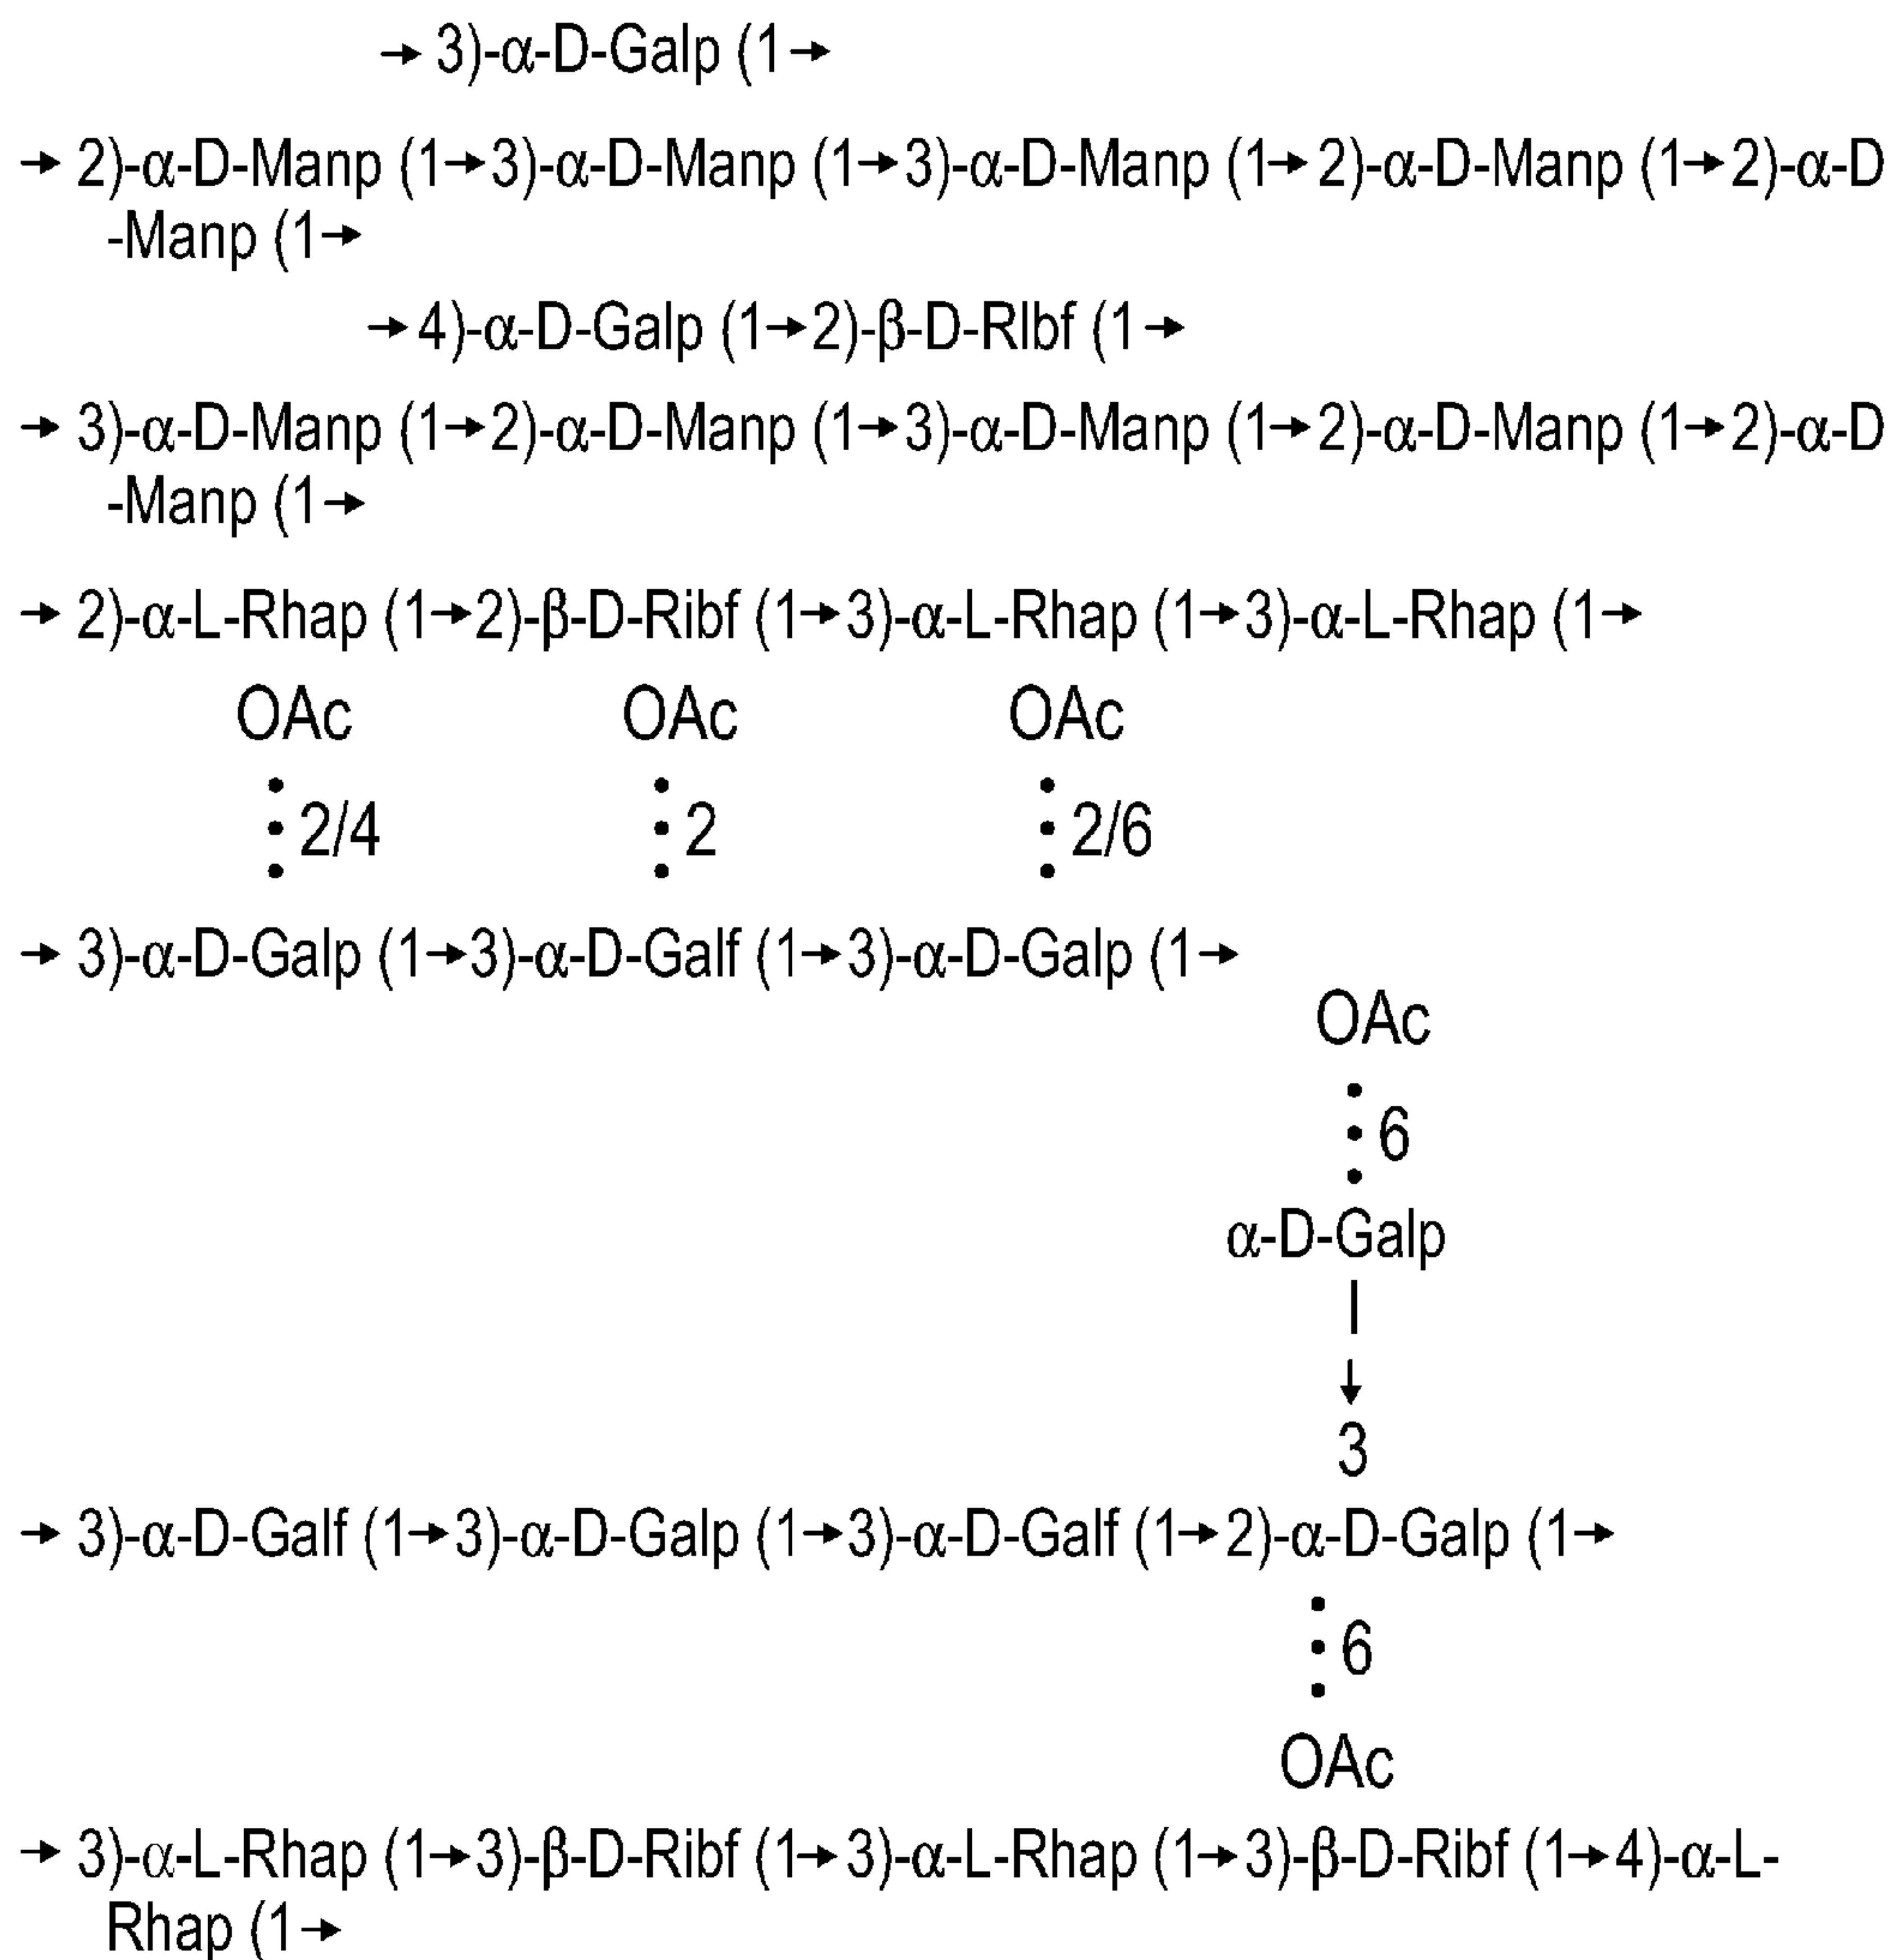 → 3)-α-D-Galp (1→
→ 2)-α-D-Manp (1→3)-α-D-Manp (1→3)-α-D-Manp (1→2)-α-D-Manp (1→2)-α-D
-Manp (1→
→4)-α-D-Galp (1→2)-β-D-RIbf (1→
→ 3)-α-D-Manp (1→2)-α-D-Manp (1→3)-α-D-Manp (1→2)-α-D-Manp (1→2)-α-D
-Manp (1→
→ 2)-α-L-Rhap (1→2)-β-D-Ribf (1→3)-α-L-Rhap (1→3)-α-L-Rhap (1→
OAc OAc OAc
2/4 2 2/6
→ 3)-α-D-Galp (1→3)-α-D-Galf (1→3)-α-D-Galp (1→
OAc
6
α-D-Galp
|
↓
3
→ 3)-α-D-Galf (1→3)-α-D-Galp (1→3)-α-D-Galf (1→2)-α-D-Galp (1→
6
OAc
→ 3)-α-L-Rhap (1→3)-β-D-Ribf (1→3)-α-L-Rhap (1→3)-β-D-Ribf (1→4)-α-L-
Rhap (1→